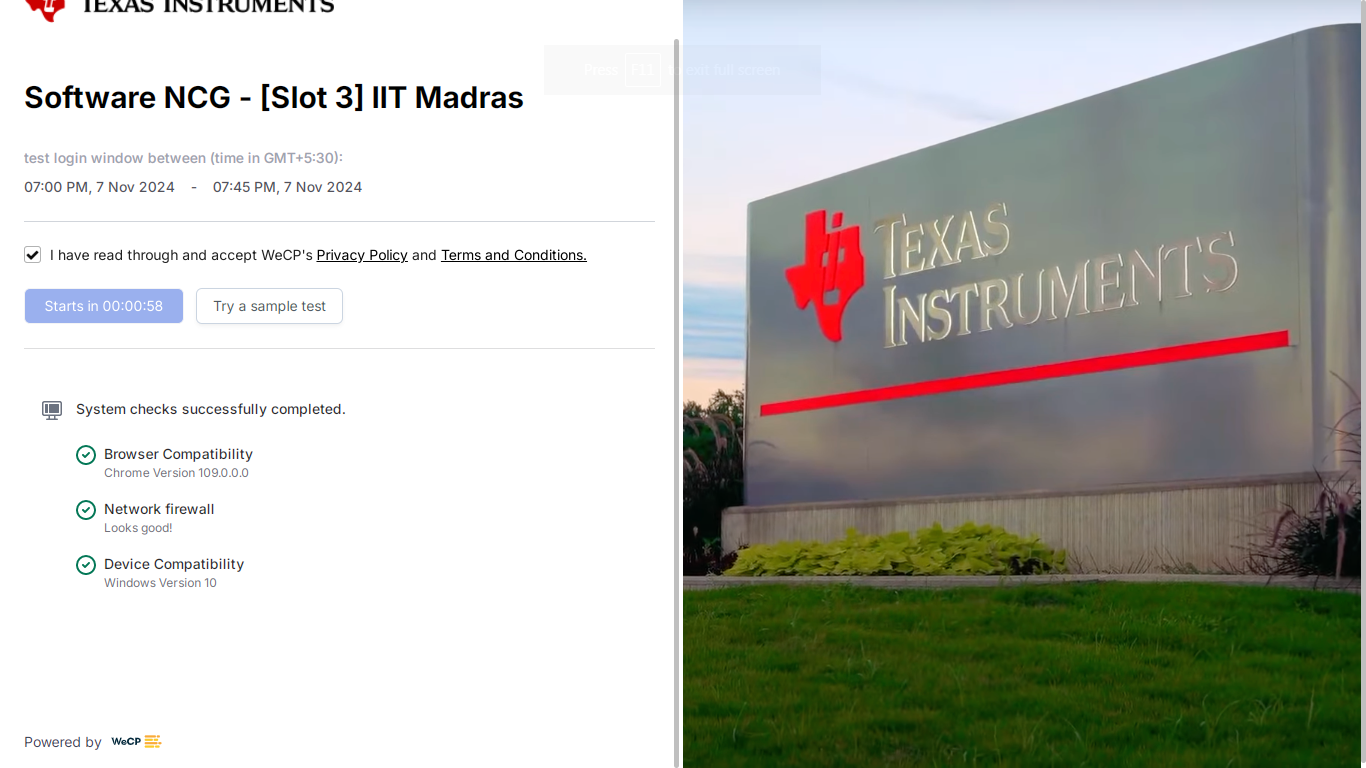 TEXAS INSTRUMENTS
Press F11 to exit full screen
Software NCG - [Slot 3] IIT Madras
test login window between (time in GMT+5:30):
07:00 PM, 7 Nov 2024 - 07:45 PM, 7 Nov 2024
I have read through and accept WeCP's Privacy Policy and Terms and Conditions.
Starts in 00:00:58 Try a sample test
System checks successfully completed.
Browser Compatibility
Chrome Version 109.0.0.0
Network firewall
Looks good!
Device Compatibility
Windows Version 10
Powered by WeCP
TEXAS
INSTRUMENTS